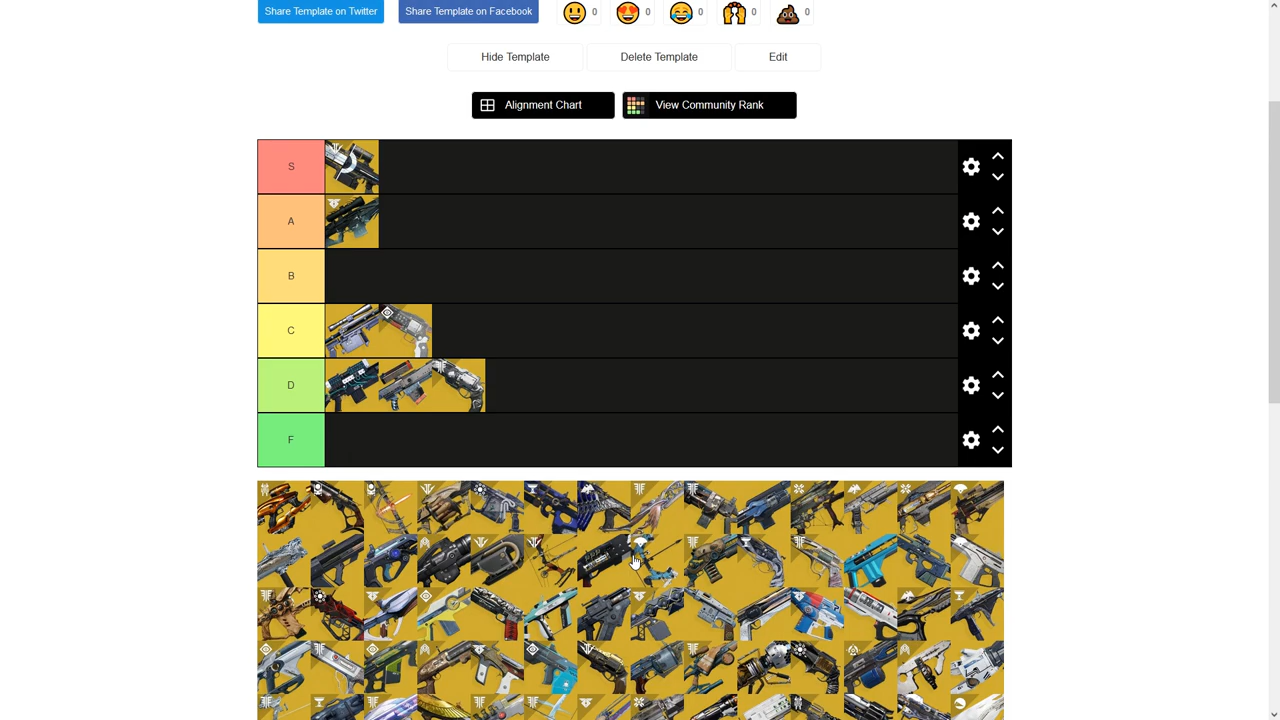 Share Template on Twitter Share Template on Facebook 0 0 0 0 0
Hide Template Delete Template Edit
Alignment Chart View Community Rank
S
A
B
C
D
F